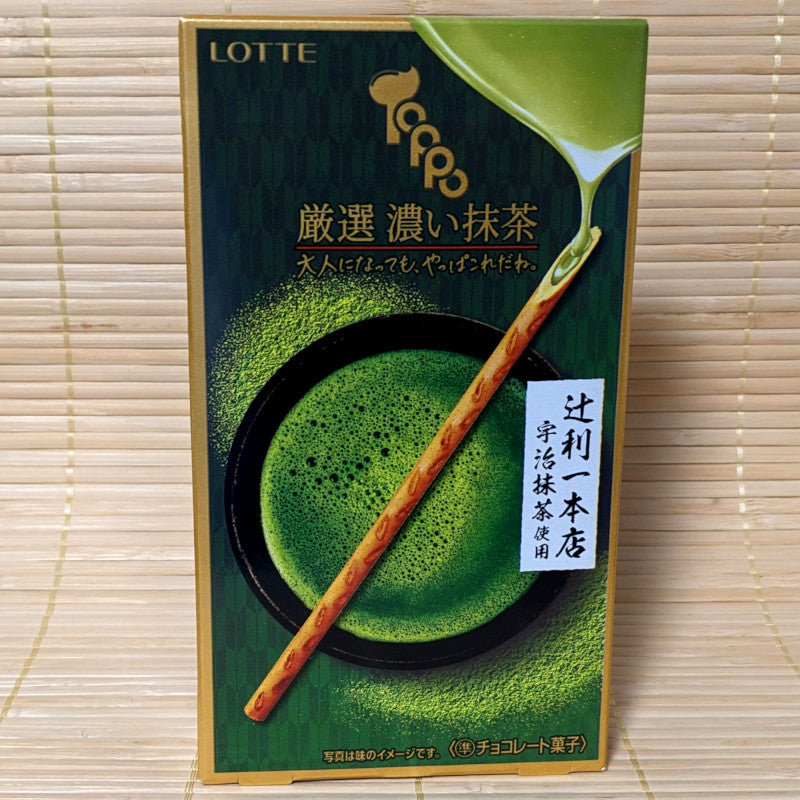 LOTTE
Toppo
厳選 濃い抹茶
大人になっても、やっぱこれだね。
辻利一本店
宇治抹茶使用
写真は味のイメージです。〈準チョコレート菓子〉